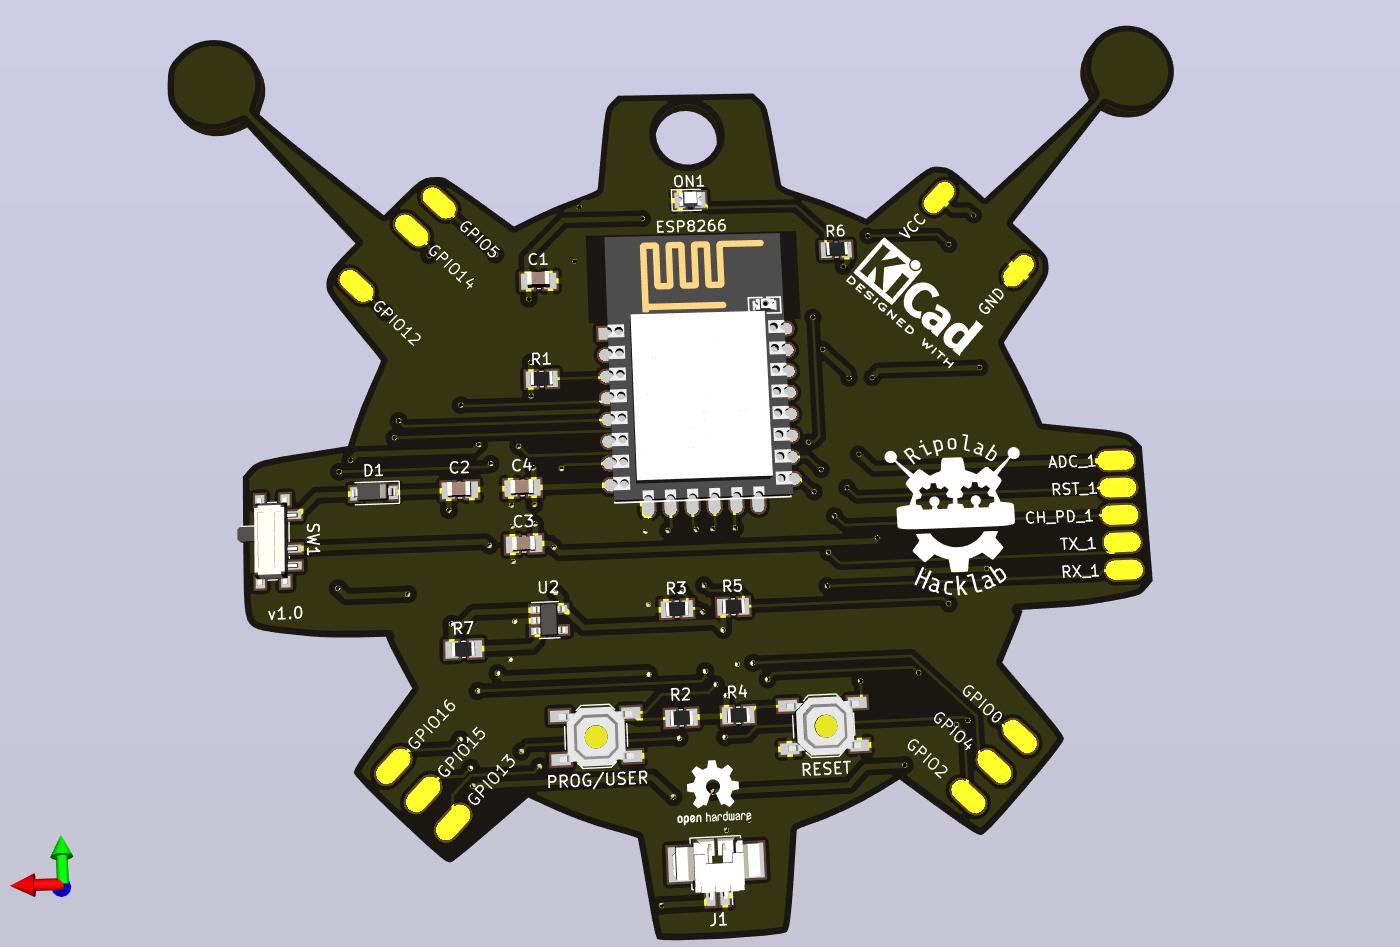 ON1
ESP8266
GPIO5
GPIO14
GPIO12
C1
R6
VCC
GND
KiCad
DESIGNED WITH
R1
D1
C2
C4
C3
SW1
v1.0
Ripolab
Hacklab
ADC_1
RST_1
CH_PD_1
TX_1
RX_1
U2
R3
R5
R7
R2
R4
GPIO16
GPIO15
GPIO13
PROG/USER
RESET
GPIO0
GPIO4
GPIO2
open hardware
J1